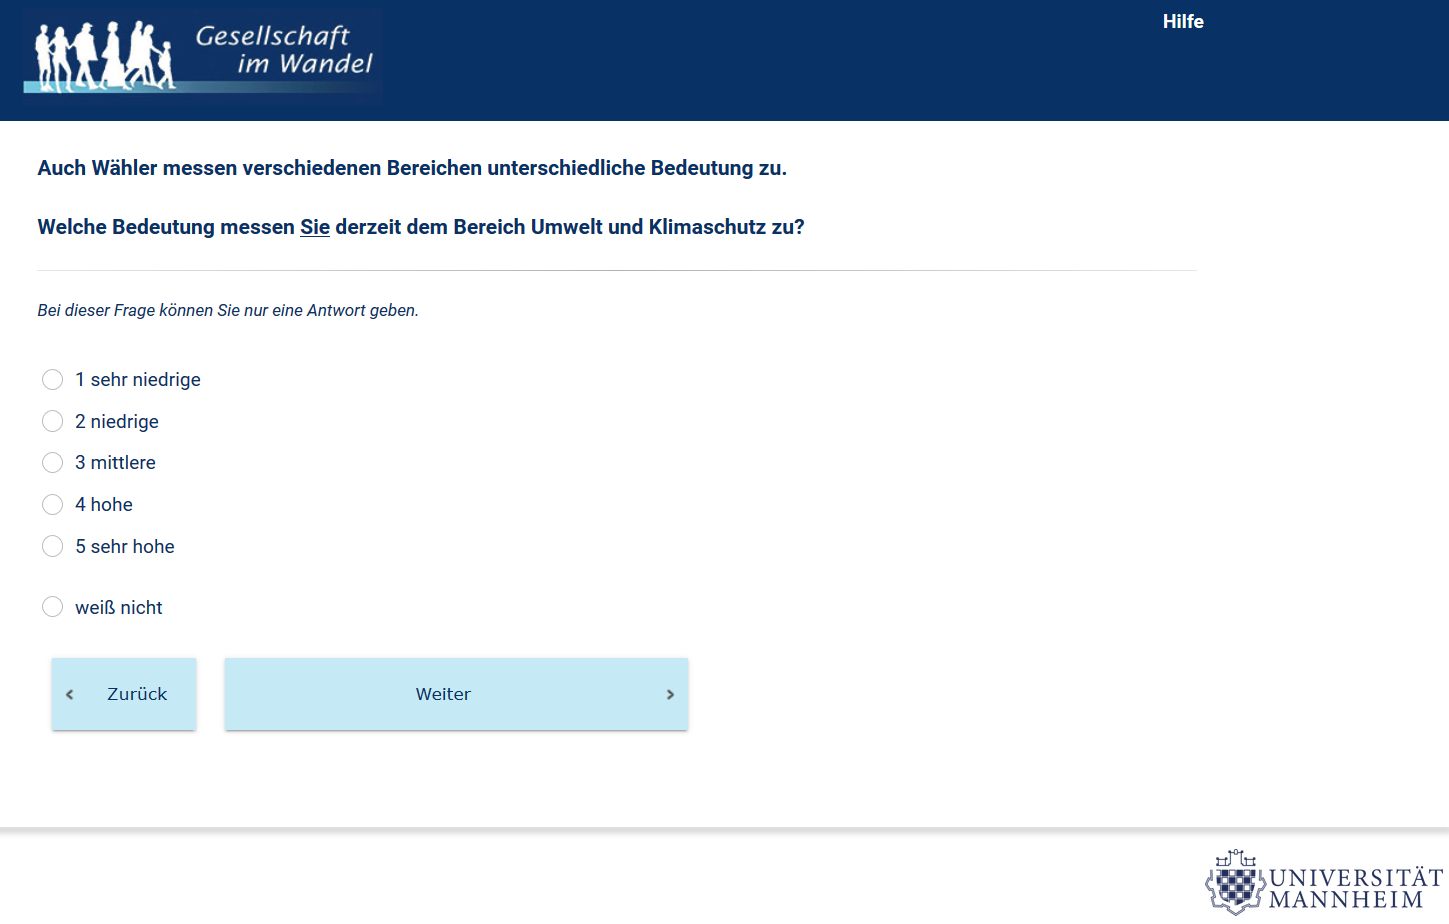 Gesellschaft
im Wandel
Hilfe
Auch Wähler messen verschiedenen Bereichen unterschiedliche Bedeutung zu.
Welche Bedeutung messen Sie derzeit dem Bereich Umwelt und Klimaschutz zu?
Bei dieser Frage können Sie nur eine Antwort geben.
1 sehr niedrige
2 niedrige
3 mittlere
4 hohe
5 sehr hohe
weiß nicht
Zurück
Weiter
UNIVERSITÄT
MANNHEIM